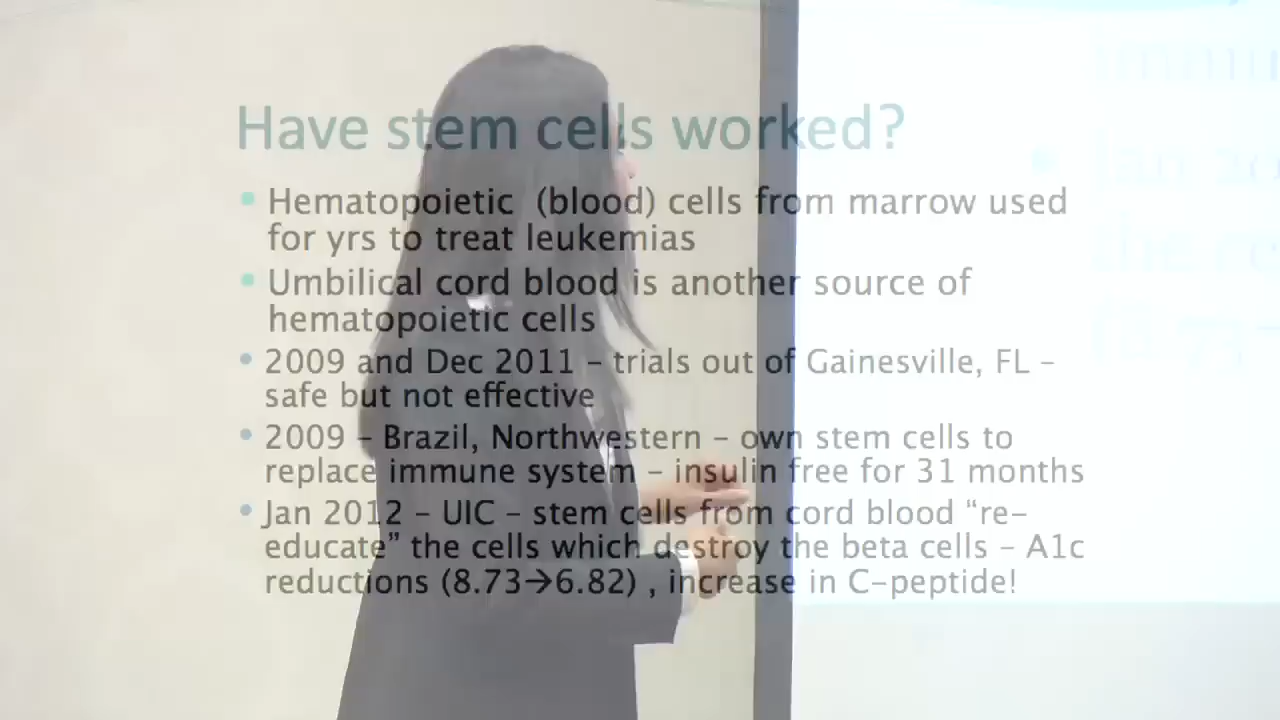 Have stem cells worked?
• Hematopoietic (blood) cells from marrow used
for yrs to treat leukemias
• Umbilical cord blood is another source of
hematopoietic cells
• 2009 and Dec 2011 – trials out of Gainesville, FL –
safe but not effective
• 2009 – Brazil, Northwestern – own stem cells to
replace immune system – insulin free for 31 months
• Jan 2012 – UIC – stem cells from cord blood “re-
educate” the cells which destroy the beta cells – A1c
reductions (8.73→6.82) , increase in C-peptide!
• Jan 20